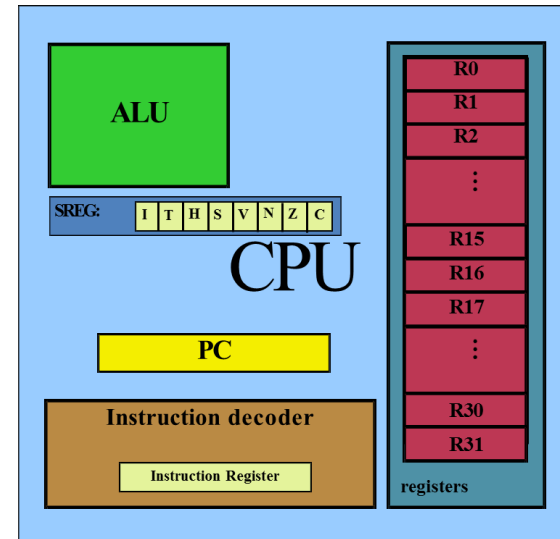 ALU
SREG: I T H S V N Z C
CPU
PC
Instruction decoder
Instruction Register
R0
R1
R2
⋮
R15
R16
R17
⋮
R30
R31
registers